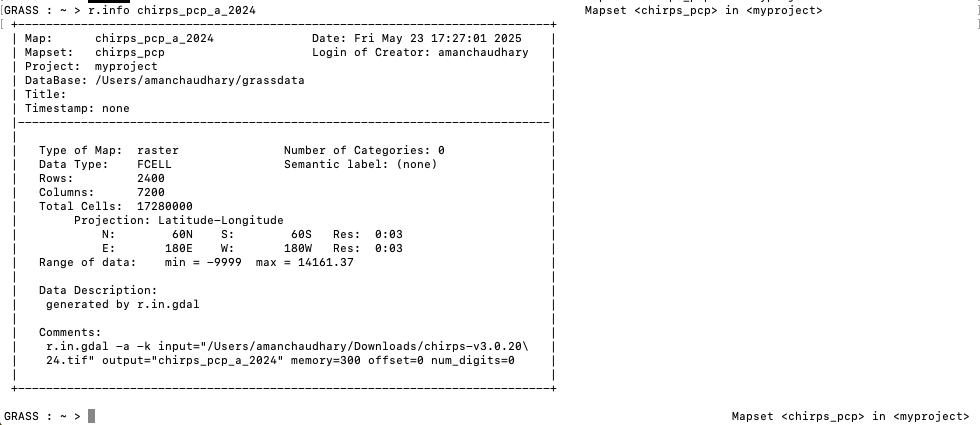 GRASS : ~ > r.info chirps_pcp_a_2024 Mapset <chirps_pcp> in <myproject>
Map: chirps_pcp_a_2024 Date: Fri May 23 17:27:01 2025
Mapset: chirps_pcp Login of Creator: amanchaudhary
Project: myproject
DataBase: /Users/amanchaudhary/grassdata
Title:
Timestamp: none
Type of Map: raster Number of Categories: 0
Data Type: FCELL Semantic label: (none)
Rows: 2400
Columns: 7200
Total Cells: 17280000
Projection: Latitude-Longitude
N: 60N S: 60S Res: 0:03
E: 180E W: 180W Res: 0:03
Range of data: min = -9999 max = 14161.37
Data Description:
generated by r.in.gdal
Comments:
r.in.gdal -a -k input="/Users/amanchaudhary/Downloads/chirps-v3.0.20\
24.tif" output="chirps_pcp_a_2024" memory=300 offset=0 num_digits=0
GRASS : ~ > Mapset <chirps_pcp> in <myproject>